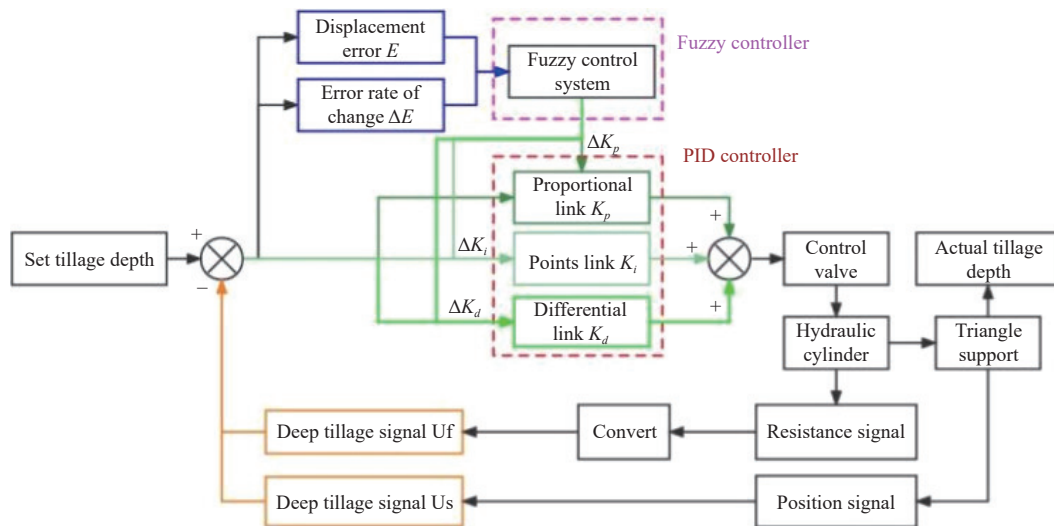 Displacement
error E
Fuzzy controller
Fuzzy control
system
Error rate of
change ΔE
ΔKp
PID controller
Proportional
link Kp
+
+
Set tillage depth
ΔKi
Points link Ki
+
Control
valve
Actual tillage
depth
−
ΔKd
Differential
link Kd
+
Hydraulic
cylinder
Triangle
support
Deep tillage signal Uf
Convert
Resistance signal
Deep tillage signal Us
Position signal